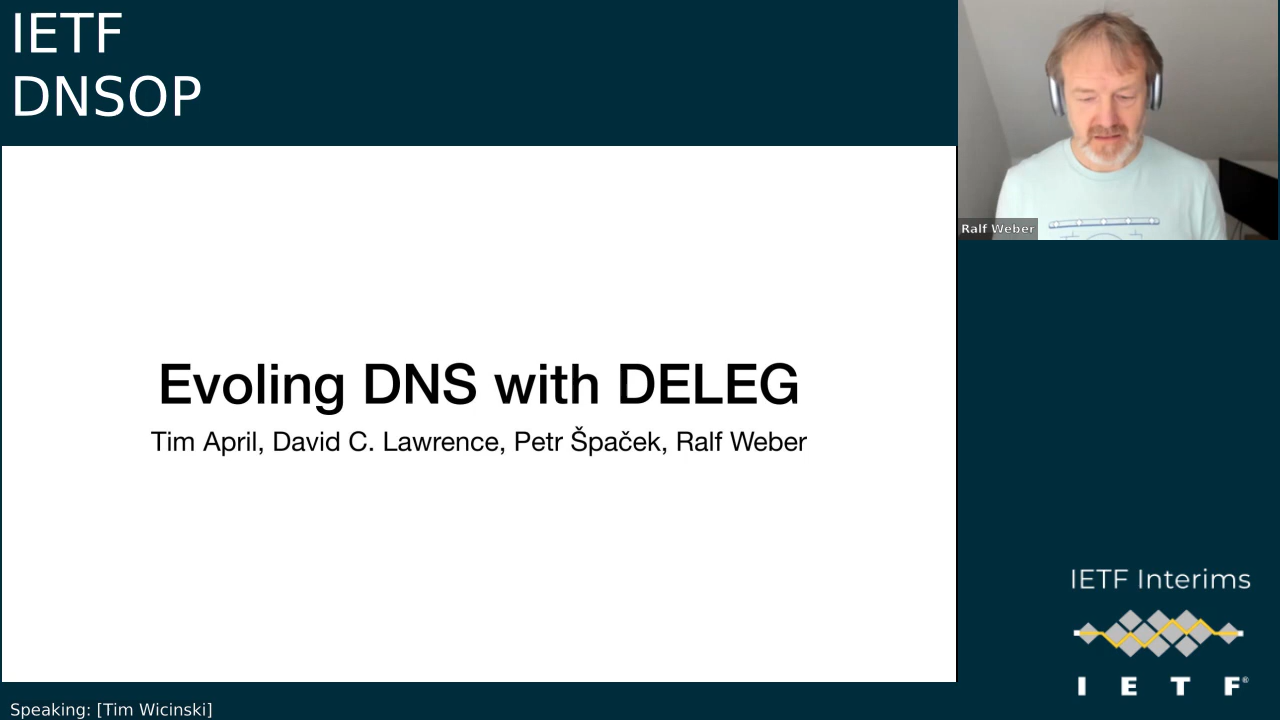 IETF
DNSOP
Ralf Weber
Evoling DNS with DELEG
Tim April, David C. Lawrence, Petr Špaček, Ralf Weber
IETF Interims
I E T F®
Speaking: [Tim Wicinski]